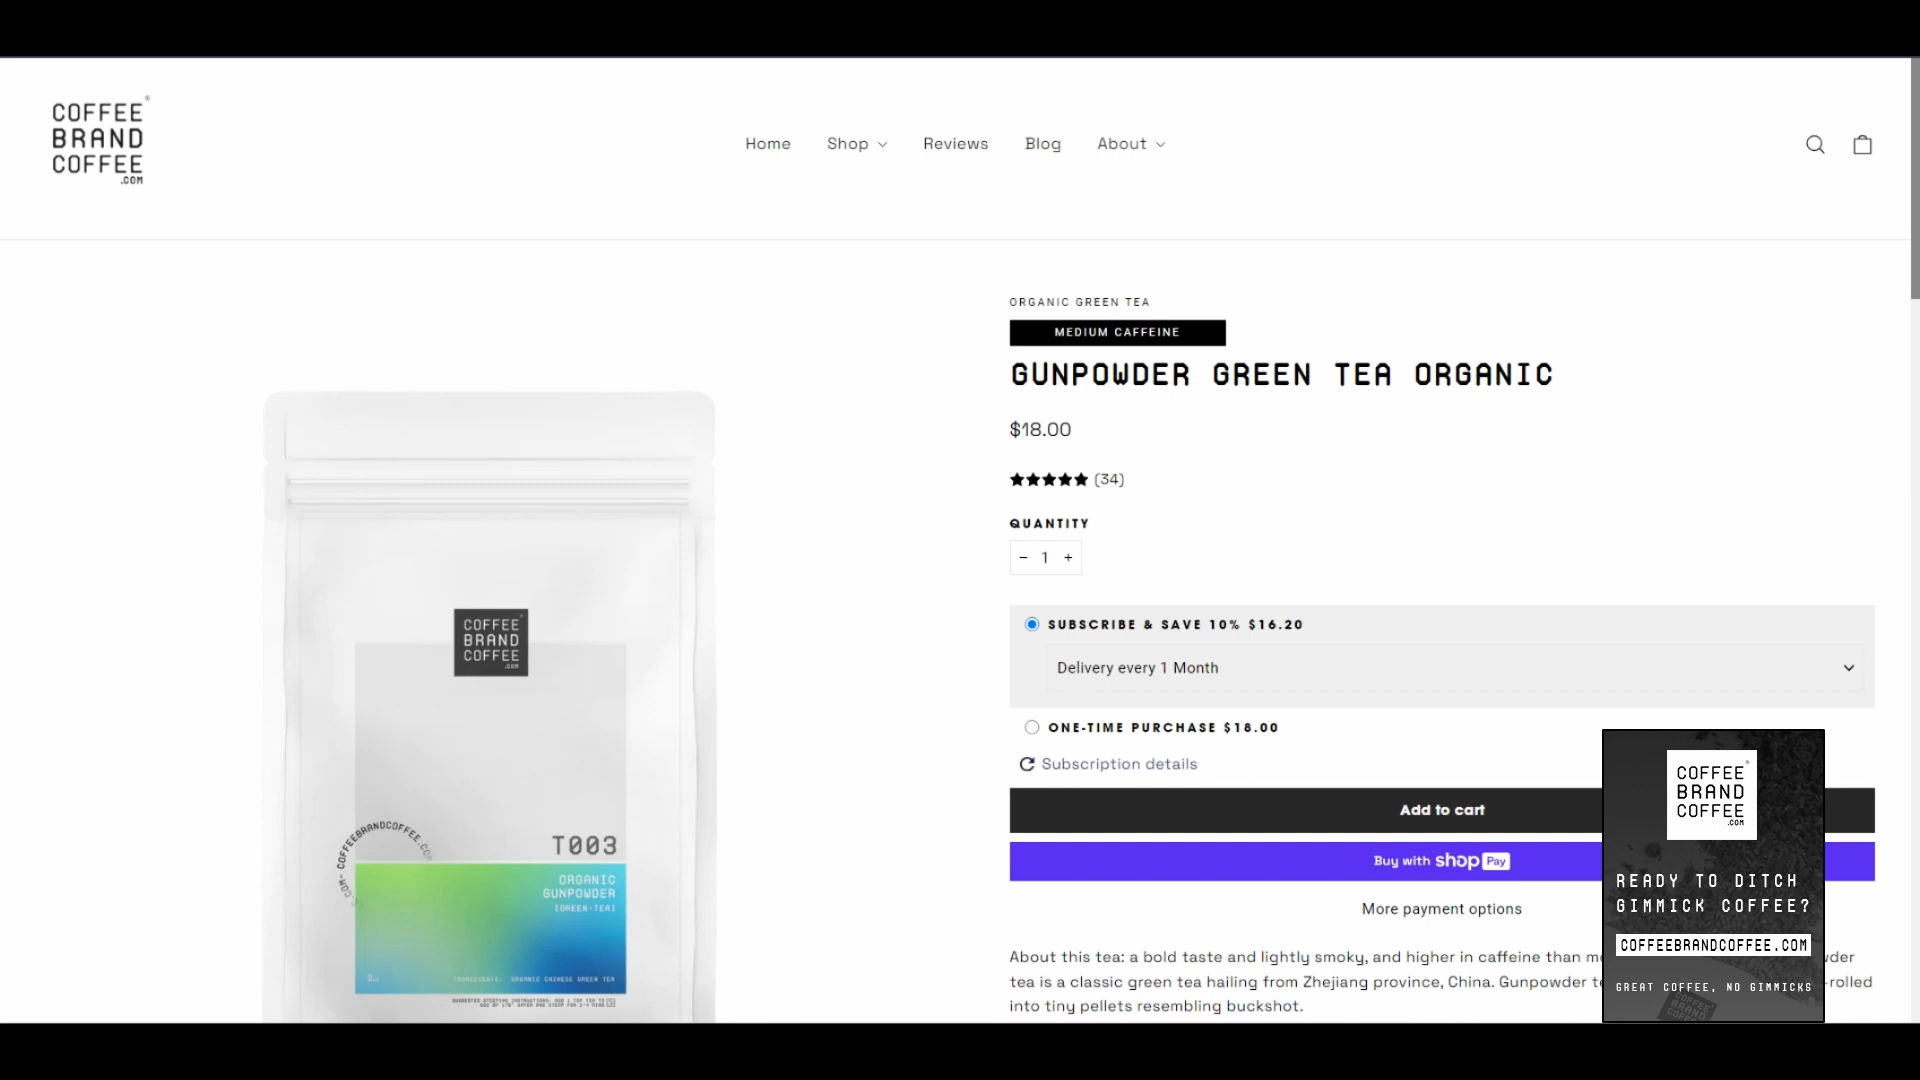 COFFEE
BRAND
COFFEE
.COM
Home Shop Reviews Blog About
ORGANIC GREEN TEA
MEDIUM CAFFEINE
GUNPOWDER GREEN TEA ORGANIC
$18.00
(34)
QUANTITY
− 1 +
SUBSCRIBE & SAVE 10% $16.20
Delivery every 1 Month
ONE-TIME PURCHASE $18.00
Subscription details
Add to cart
Buy with shop Pay
More payment options
About this tea: a bold taste and lightly smoky, and higher in caffeine than
tea is a classic green tea hailing from Zhejiang province, China. Gunpowder -rolled
into tiny pellets resembling buckshot.
COFFEE
BRAND
COFFEE
.COM
COFFEEBRANDCOFFEE.COM
T003
ORGANIC
GUNPOWDER
(GREEN-TEA)
3oz
INGREDIENTS: ORGANIC CHINESE GREEN TEA
COFFEE
BRAND
COFFEE
.COM
READY TO DITCH
GIMMICK COFFEE?
COFFEEBRANDCOFFEE.COM
GREAT COFFEE, NO GIMMICKS